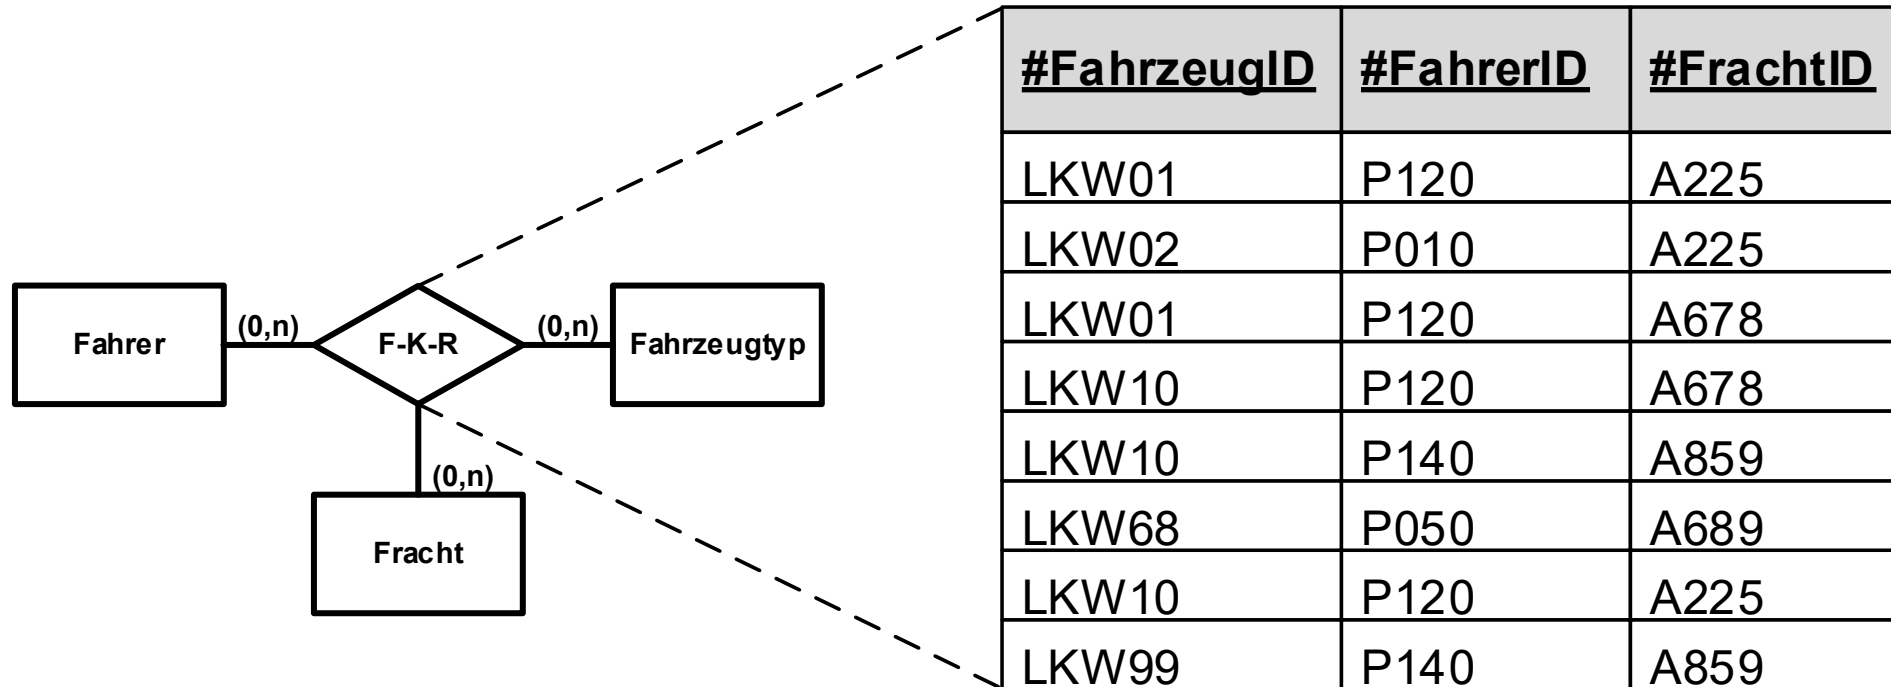 #FahrzeugID #FahrerID #FrachtID
LKW01 P120 A225
LKW02 P010 A225
LKW01 P120 A678
LKW10 P120 A678
LKW10 P140 A859
LKW68 P050 A689
LKW10 P120 A225
LKW99 P140 A859
Fahrer (0,n) F-K-R (0,n) Fahrzeugtyp
(0,n)
Fracht